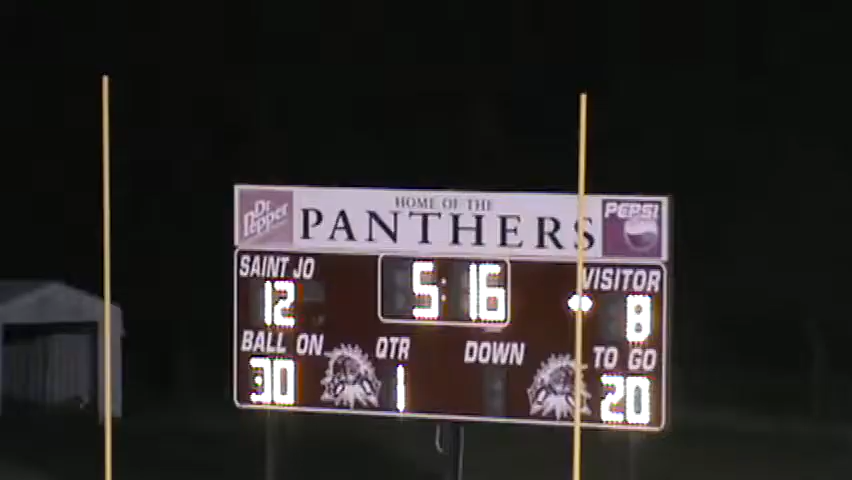 HOME OF THE
Dr Pepper
PANTHERS
PEPSI
SAINT JO
5:16
VISITOR
12
8
BALL ON
QTR
DOWN
TO GO
30
1
20